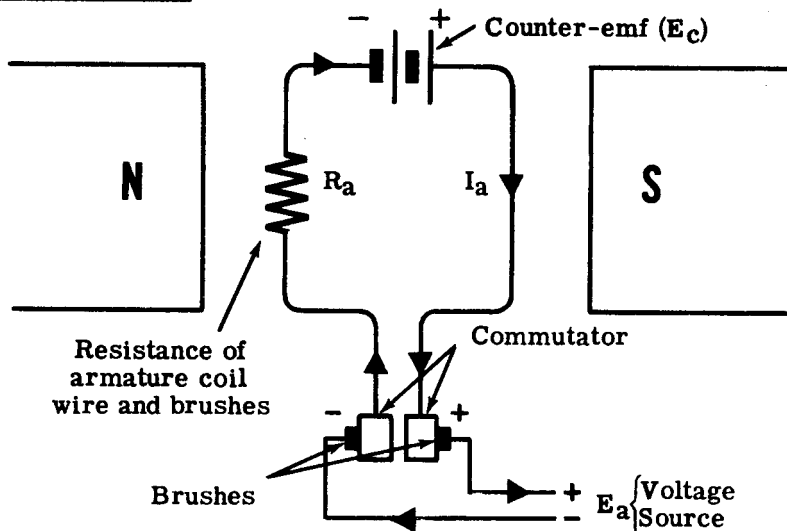 - +
Counter-emf (Ec)
N
Ra
Ia
S
Resistance of
armature coil
wire and brushes
Commutator
- +
Brushes
+
-
Ea
Voltage
Source